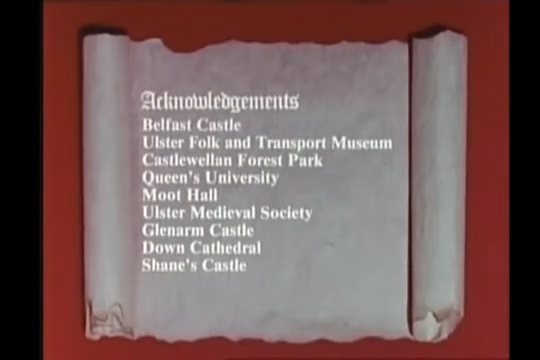 Acknowledgements
Belfast Castle
Ulster Folk and Transport Museum
Castlewellan Forest Park
Queen's University
Moot Hall
Ulster Medieval Society
Glenarm Castle
Down Cathedral
Shane's Castle